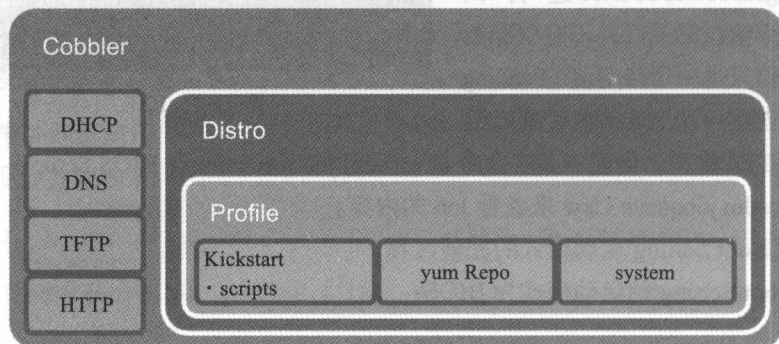 Cobbler
DHCP
DNS
TFTP
HTTP
Distro
Profile
Kickstart
· scripts
yum Repo
system